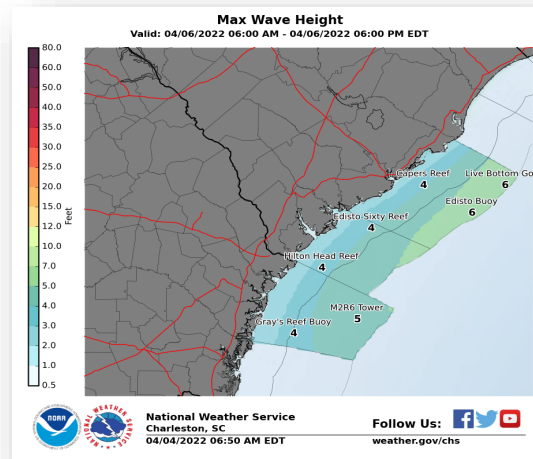 Max Wave Height
Valid: 04/06/2022 06:00 AM - 04/06/2022 06:00 PM EDT
80.0
60.0
50.0
40.0
35.0
30.0
25.0
20.0
15.0
12.0
10.0
7.0
5.0
4.0
3.0
2.0
1.0
0.5
Feet
Capers Reef
4
Live Bottom Go
6
Edisto Buoy
6
Edisto Sixty Reef
4
Hilton Head Reef
4
M2R6 Tower
5
Gray's Reef Buoy
4
NOAA
NATIONAL WEATHER SERVICE
National Weather Service
Charleston, SC
04/04/2022 06:50 AM EDT
Follow Us:
weather.gov/chs